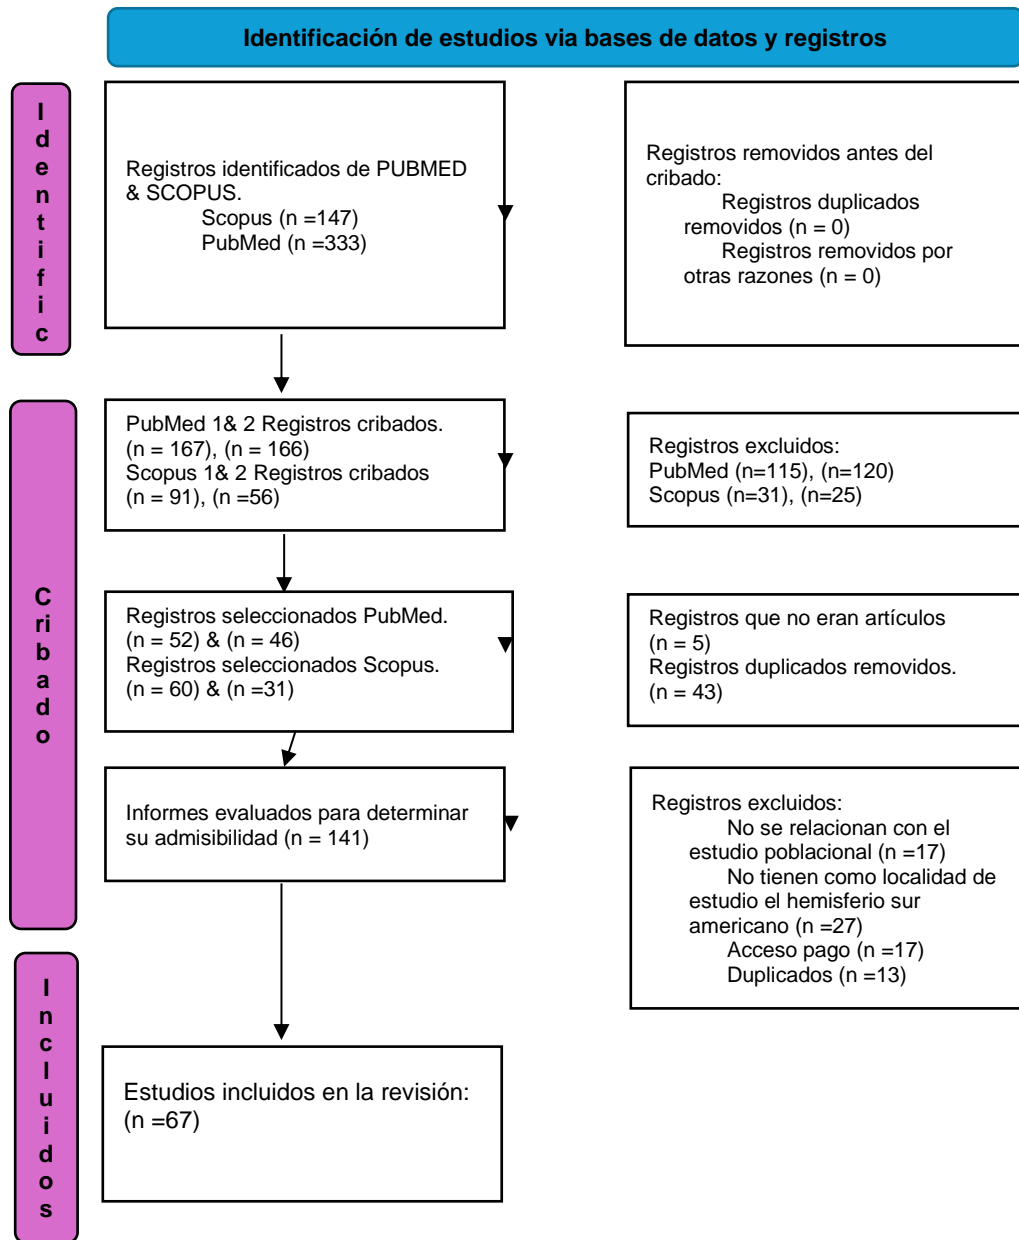 Identificación de estudios via bases de datos y registros
Identific
Registros identificados de PUBMED
& SCOPUS.
Scopus (n =147)
PubMed (n =333)
Registros removidos antes del
cribado:
Registros duplicados
removidos (n = 0)
Registros removidos por
otras razones (n = 0)
Cribado
PubMed 1& 2 Registros cribados.
(n = 167), (n = 166)
Scopus 1& 2 Registros cribados
(n = 91), (n =56)
Registros excluidos:
PubMed (n=115), (n=120)
Scopus (n=31), (n=25)
Registros seleccionados PubMed.
(n = 52) & (n = 46)
Registros seleccionados Scopus.
(n = 60) & (n =31)
Registros que no eran artículos
(n = 5)
Registros duplicados removidos.
(n = 43)
Informes evaluados para determinar
su admisibilidad (n = 141)
Registros excluidos:
No se relacionan con el
estudio poblacional (n =17)
No tienen como localidad de
estudio el hemisferio sur
americano (n =27)
Acceso pago (n =17)
Duplicados (n =13)
Incluidos
Estudios incluidos en la revisión:
(n =67)